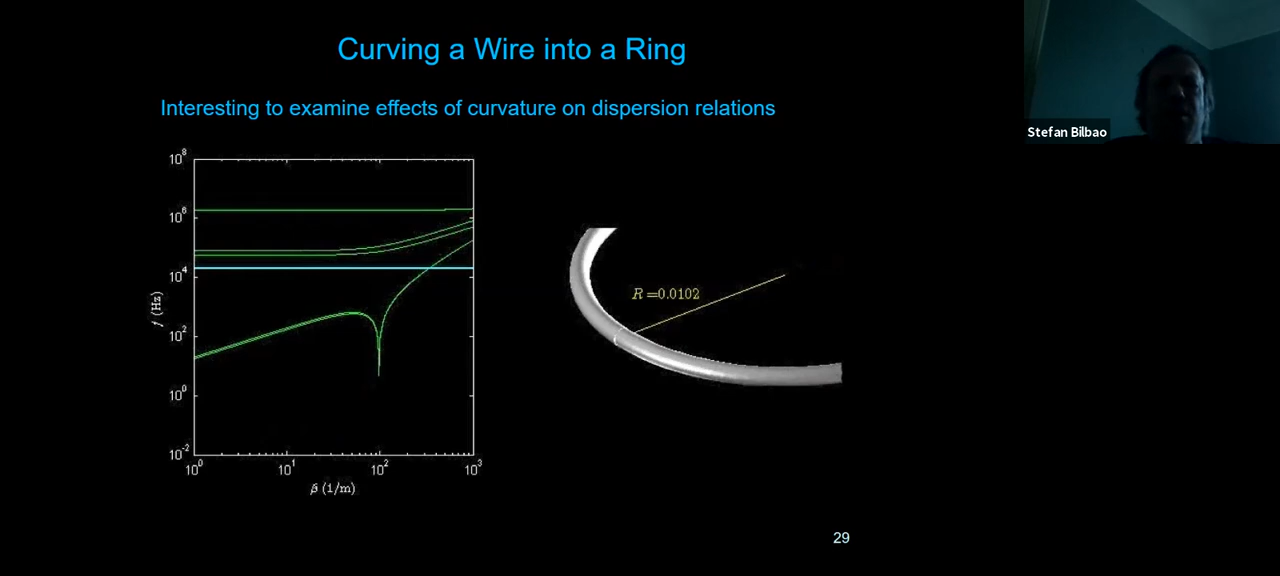 Curving a Wire into a Ring
Interesting to examine effects of curvature on dispersion relations
Stefan Bilbao
10^8
10^6
10^4
10^2
10^0
10^-2
f (Hz)
10^0 10^1 10^2 10^3
β (1/m)
R=0.0102
29